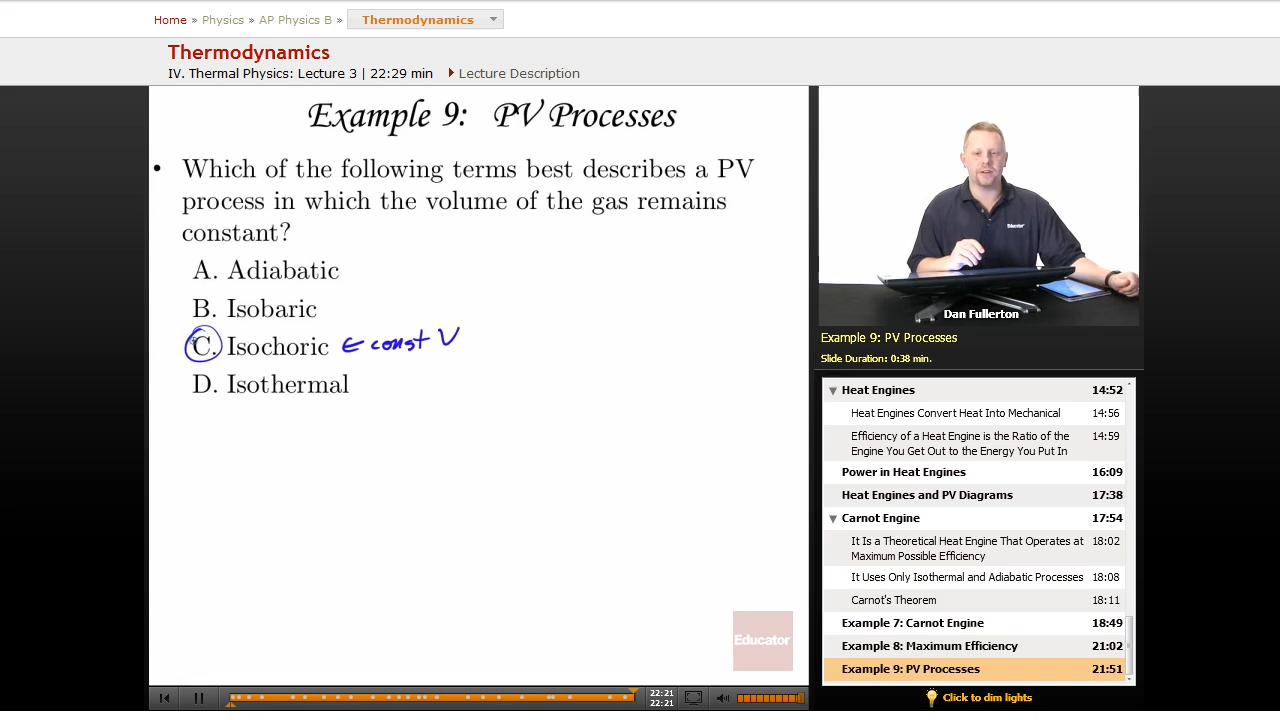 Home » Physics » AP Physics B » Thermodynamics
Thermodynamics
IV. Thermal Physics: Lecture 3 | 22:29 min Lecture Description
Example 9: PV Processes
• Which of the following terms best describes a PV
process in which the volume of the gas remains
constant?
A. Adiabatic
B. Isobaric
C. Isochoric ← const V
D. Isothermal
Educator
Educator
Dan Fullerton
Example 9: PV Processes
Slide Duration: 0:38 min.
Heat Engines 14:52
Heat Engines Convert Heat Into Mechanical 14:56
Efficiency of a Heat Engine is the Ratio of the 14:59
Engine You Get Out to the Energy You Put In
Power in Heat Engines 16:09
Heat Engines and PV Diagrams 17:38
Carnot Engine 17:54
It Is a Theoretical Heat Engine That Operates at 18:02
Maximum Possible Efficiency
It Uses Only Isothermal and Adiabatic Processes 18:08
Carnot's Theorem 18:11
Example 7: Carnot Engine 18:49
Example 8: Maximum Efficiency 21:02
Example 9: PV Processes 21:51
22:21
22:21
Click to dim lights